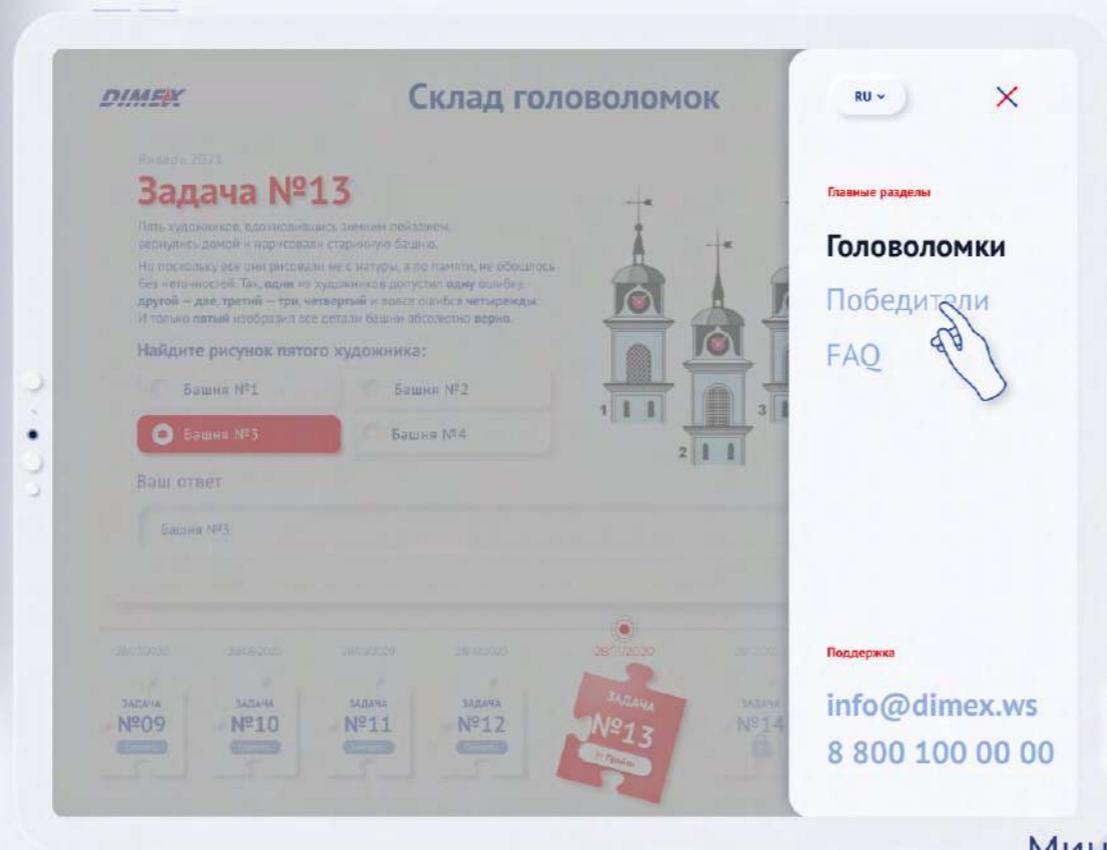 DIMEX
Склад головоломок
RU
Январь 2021
Задача №13
Главные разделы
Пять художников, вдохновившись зимним пейзажем,
вернулись домой и нарисовали старинную башню.
Но поскольку все они рисовали не с натуры, а по памяти, не обошлось
без неточностей. Так, один из художников допустил одну ошибку,
другой — две, третий — три, четвертый и вовсе ошибся четырежды.
И только пятый изобразил все детали башни абсолютно верно.
Головоломки
Победители
FAQ
Найдите рисунок пятого художника:
Башня №1
Башня №2
Башня №3
Башня №4
1
2
3
Ваш ответ
Башня №3
28/11/2020
ЗАДАЧА
№09
ЗАДАЧА
№10
ЗАДАЧА
№11
ЗАДАЧА
№12
ЗАДАЧА
№13
ЗАДАЧА
№14
Поддержка
info@dimex.ws
8 800 100 00 00